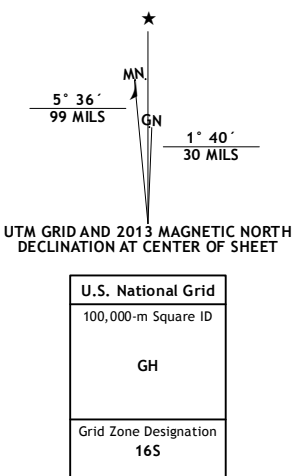 ★
MN.
GN
5° 36´
99 MILS
1° 40´
30 MILS
UTM GRID AND 2013 MAGNETIC NORTH
DECLINATION AT CENTER OF SHEET
U.S. National Grid
100,000-m Square ID
GH
Grid Zone Designation
16S